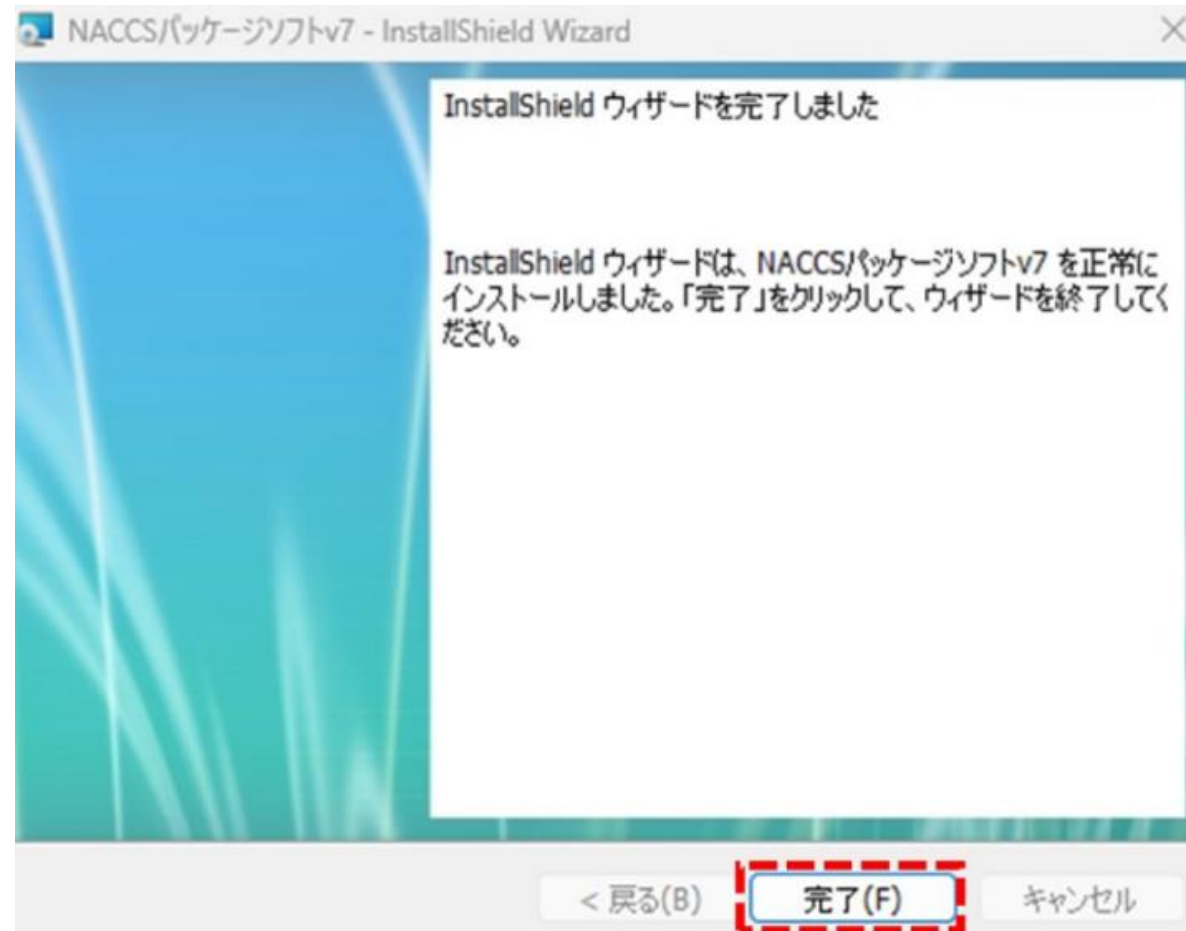 NACCSパッケージソフトv7 - InstallShield Wizard
InstallShield ウィザードを完了しました
InstallShield ウィザードは、NACCSパッケージソフトv7 を正常に
インストールしました。「完了」をクリックして、ウィザードを終了してく
ださい。
< 戻る(B)
完了(F)
キャンセル